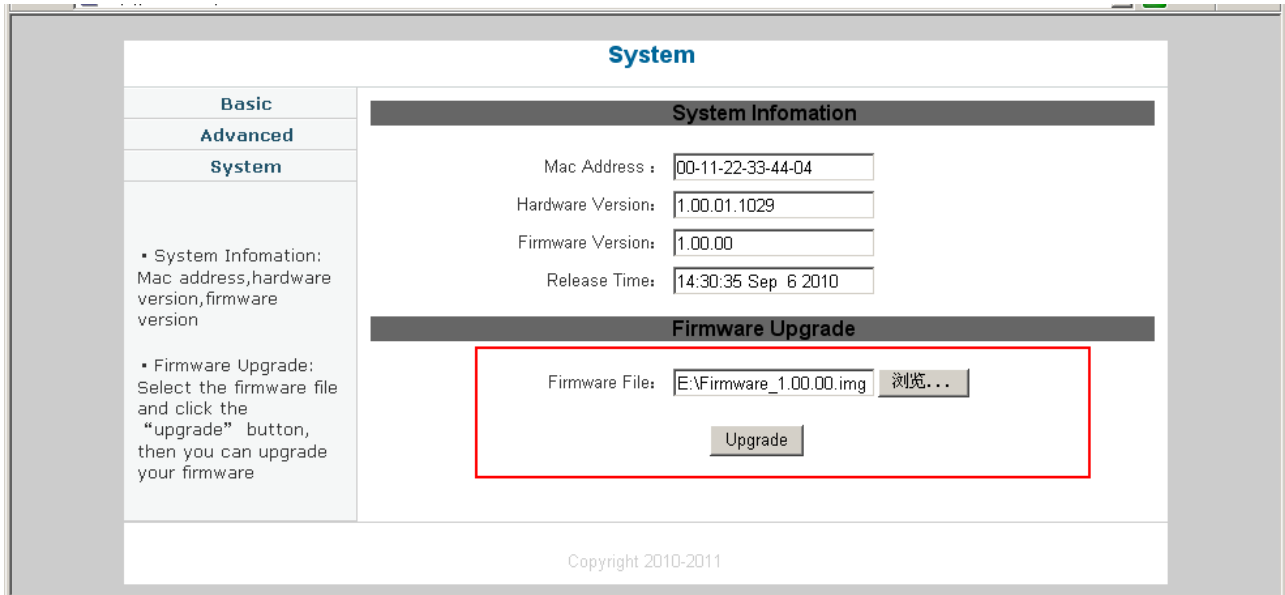 System
Basic
Advanced
System
▪ System Infomation:
Mac address,hardware
version,firmware
version
▪ Firmware Upgrade:
Select the firmware file
and click the
“upgrade” button,
then you can upgrade
your firmware
System Infomation
Mac Address : 00-11-22-33-44-04
Hardware Version: 1.00.01.1029
Firmware Version: 1.00.00
Release Time: 14:30:35 Sep 6 2010
Firmware Upgrade
Firmware File: E:\Firmware_1.00.00.img 浏览...
Upgrade
Copyright 2010-2011